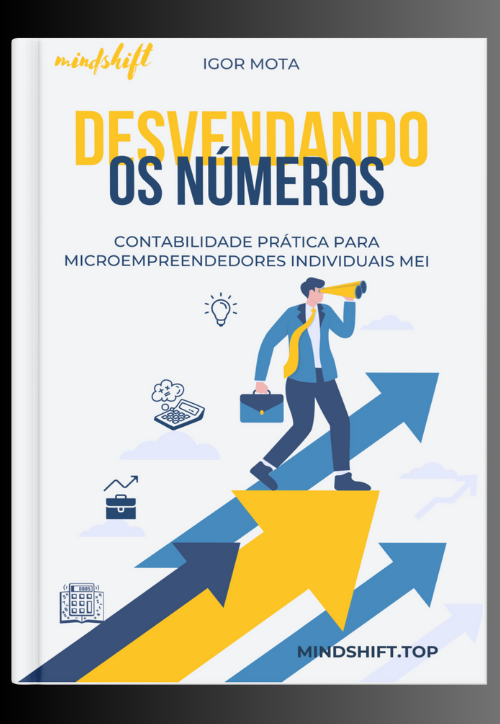 mindshift
IGOR MOTA
DESVENDANDO
OS NÚMEROS
CONTABILIDADE PRÁTICA PARA
MICROEMPREENDEDORES INDIVIDUAIS MEI
MINDSHIFT.TOP